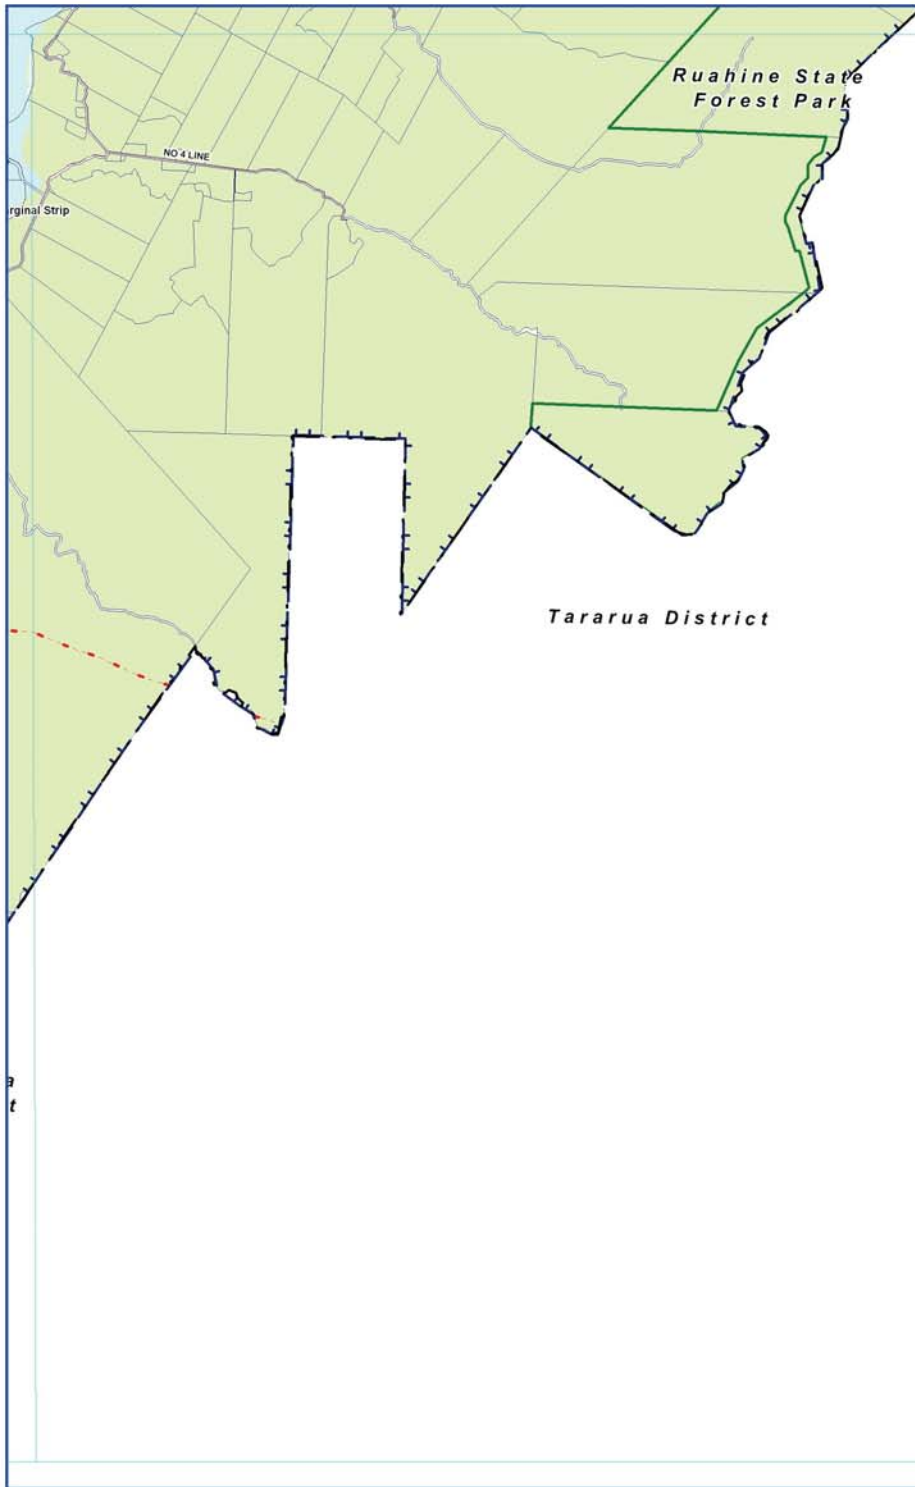 Ruahine State
Forest Park
NO 4 LINE
rginal Strip
Tararua District
a
t